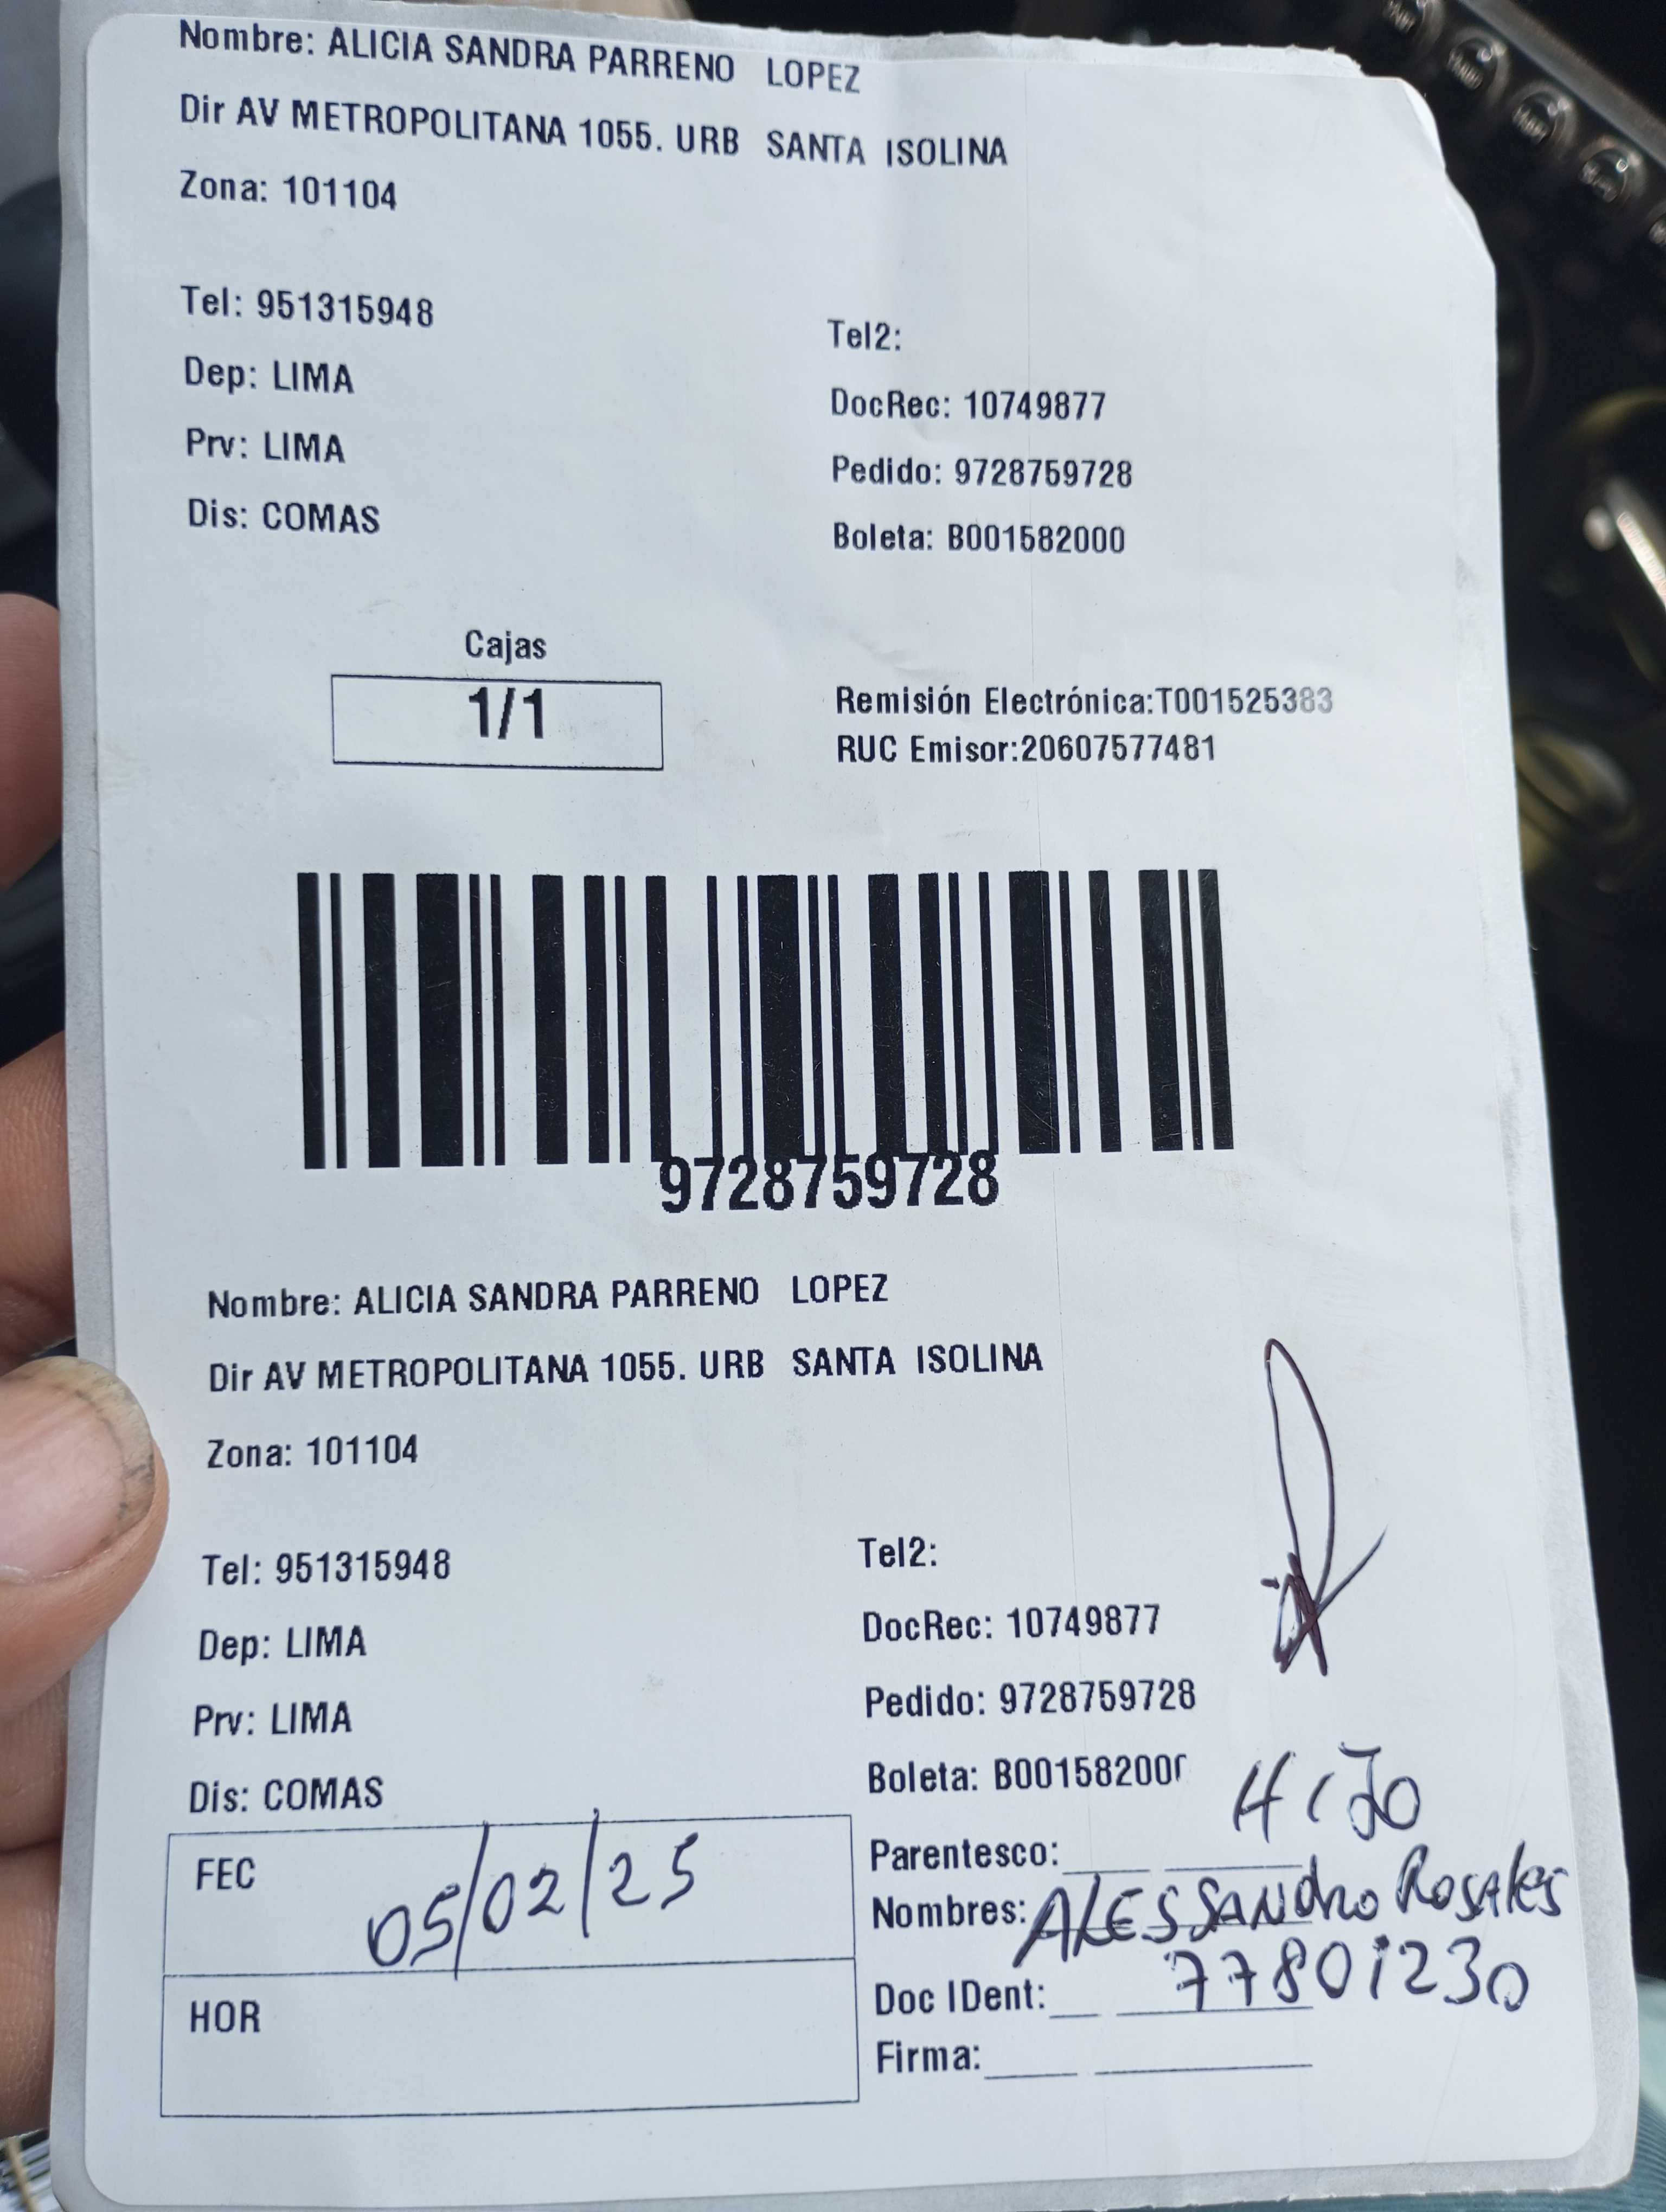 Nombre: ALICIA SANDRA PARRENO LOPEZ
Dir AV METROPOLITANA 1055. URB SANTA ISOLINA
Zona: 101104
Tel: 951315948
Tel2:
Dep: LIMA
DocRec: 10749877
Prv: LIMA
Pedido: 9728759728
Dis: COMAS
Boleta: B001582000
Cajas
1/1
Remisión Electrónica:T001525383
RUC Emisor:20607577481
9728759728
Nombre: ALICIA SANDRA PARRENO LOPEZ
Dir AV METROPOLITANA 1055. URB SANTA ISOLINA
Zona: 101104
Tel: 951315948
Tel2:
Dep: LIMA
DocRec: 10749877
Prv: LIMA
Pedido: 9728759728
Dis: COMAS
Boleta: B00158200
FEC 05/02/25
HOR
Parentesco: HIJO
Nombres: ALESSANDRO Rosales
Doc IDent: 77801230
Firma: